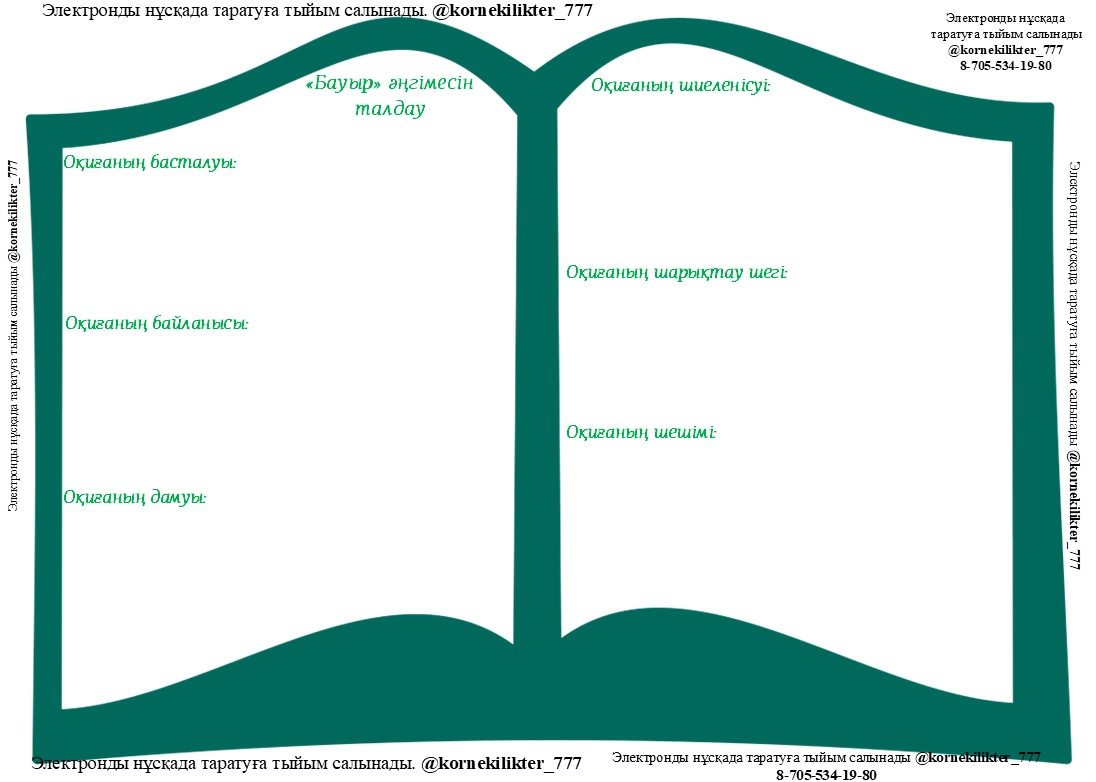 Электронды нұсқада таратуға тыйым салынады. @kornekilikter_777
Электронды нұсқада
таратуға тыйым салынады
@kornekilikter_777
8-705-534-19-80
«Бауыр» әңгімесін
талдау
Оқиғаның басталуы:
Оқиғаның байланысы:
Оқиғаның дамуы:
Оқиғаның шиеленісуі:
Оқиғаның шарықтау шегі:
Оқиғаның шешімі:
Электронды нұсқада таратуға тыйым салынады @kornekilikter_777
Электронды нұсқада таратуға тыйым салынады @kornekilikter_777
Электронды нұсқада таратуға тыйым салынады. @kornekilikter_777
Электронды нұсқада таратуға тыйым салынады @kornekilikter_777
8-705-534-19-80